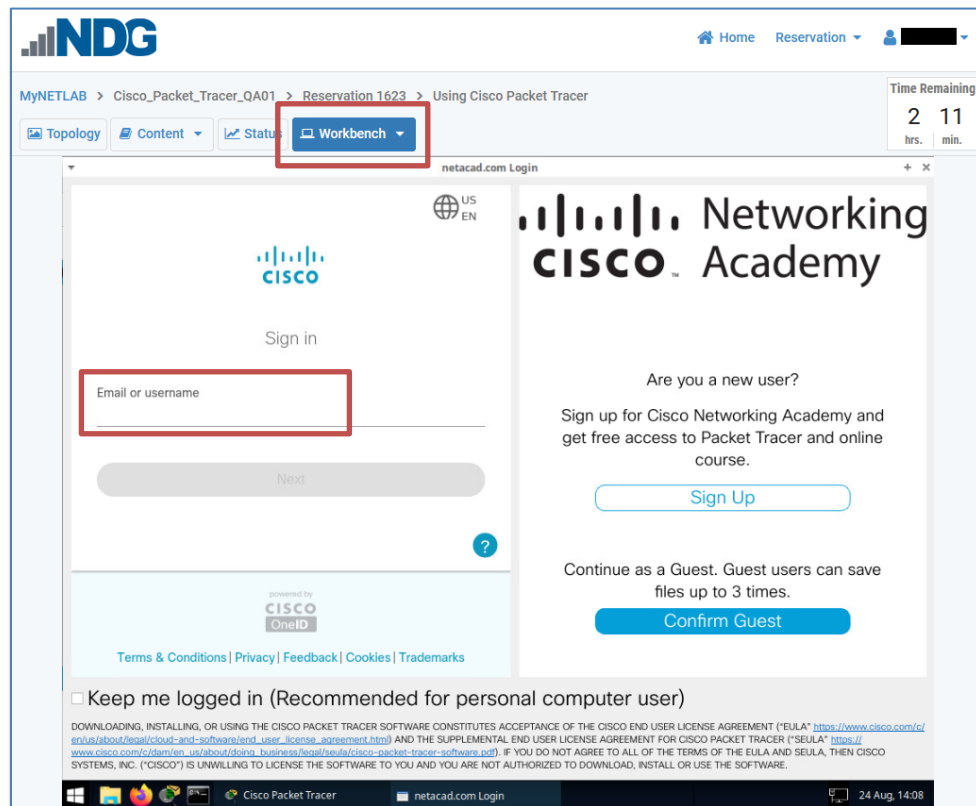 NDG
Home Reservation
MyNETLAB > Cisco_Packet_Tracer_QA01 > Reservation 1623 > Using Cisco Packet Tracer
Time Remaining
2 11
hrs. min.
Topology Content Status Workbench
netacad.com Login
US
EN
CISCO
Sign in
Email or username
Next
?
powered by
CISCO
OneID
Terms & Conditions | Privacy | Feedback | Cookies | Trademarks
CISCO Networking
Academy
Are you a new user?
Sign up for Cisco Networking Academy and
get free access to Packet Tracer and online
course.
Sign Up
Continue as a Guest. Guest users can save
files up to 3 times.
Confirm Guest
Keep me logged in (Recommended for personal computer user)
DOWNLOADING, INSTALLING, OR USING THE CISCO PACKET TRACER SOFTWARE CONSTITUTES ACCEPTANCE OF THE CISCO END USER LICENSE AGREEMENT ("EULA" https://www.cisco.com/c/
en/us/about/legal/cloud-and-software/end_user_license_agreement.html) AND THE SUPPLEMENTAL END USER LICENSE AGREEMENT FOR CISCO PACKET TRACER ("SEULA" https://
www.cisco.com/c/dam/en_us/about/doing_business/legal/seula/cisco-packet-tracer-software.pdf). IF YOU DO NOT AGREE TO ALL OF THE TERMS OF THE EULA AND SEULA, THEN CISCO
SYSTEMS, INC. ("CISCO") IS UNWILLING TO LICENSE THE SOFTWARE TO YOU AND YOU ARE NOT AUTHORIZED TO DOWNLOAD, INSTALL OR USE THE SOFTWARE.
Cisco Packet Tracer netacad.com Login 24 Aug, 14:08